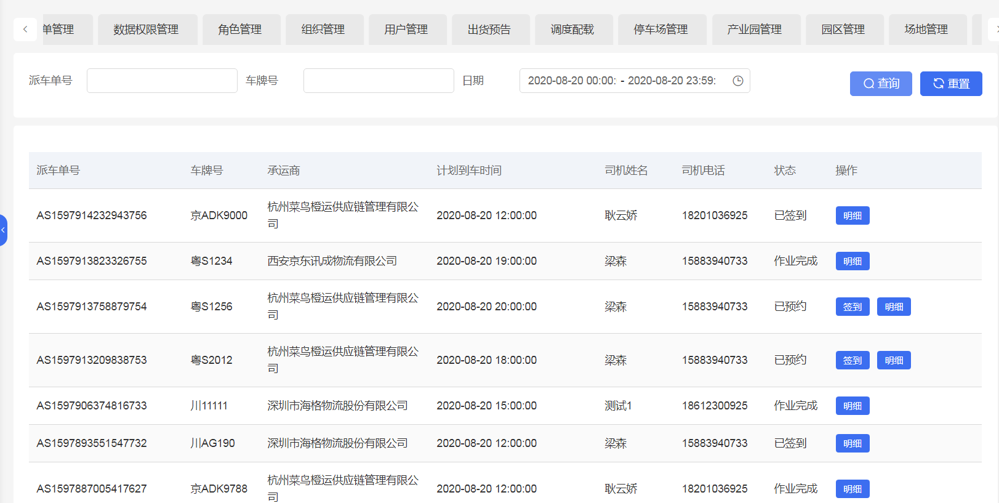 单管理 数据权限管理 角色管理 组织管理 用户管理 出货预告 调度配载 停车场管理 产业园管理 园区管理 场地管理
派车单号 车牌号 日期 2020-08-20 00:00: - 2020-08-20 23:59: 查询 重置
派车单号 车牌号 承运商 计划到车时间 司机姓名 司机电话 状态 操作
AS1597914232943756 京ADK9000 杭州菜鸟橙运供应链管理有限公 2020-08-20 12:00:00 耿云娇 18201036925 已签到 明细
司
AS1597913823326755 粤S1234 西安京东讯成物流有限公司 2020-08-20 19:00:00 梁森 15883940733 作业完成 明细
AS1597913758879754 粤S1256 杭州菜鸟橙运供应链管理有限公 2020-08-20 20:00:00 梁森 15883940733 已预约 签到 明细
司
AS1597913209838753 粤S2012 杭州菜鸟橙运供应链管理有限公 2020-08-20 18:00:00 梁森 15883940733 已预约 签到 明细
司
AS1597906374816733 川11111 深圳市海格物流股份有限公司 2020-08-20 15:00:00 测试1 18612300925 作业完成 明细
AS1597893551547732 川AG190 深圳市海格物流股份有限公司 2020-08-20 12:00:00 梁森 15883940733 已签到 明细
AS1597887005417627 京ADK9788 杭州菜鸟橙运供应链管理有限公 2020-08-20 12:00:00 耿云娇 18201036925 作业完成 明细
司